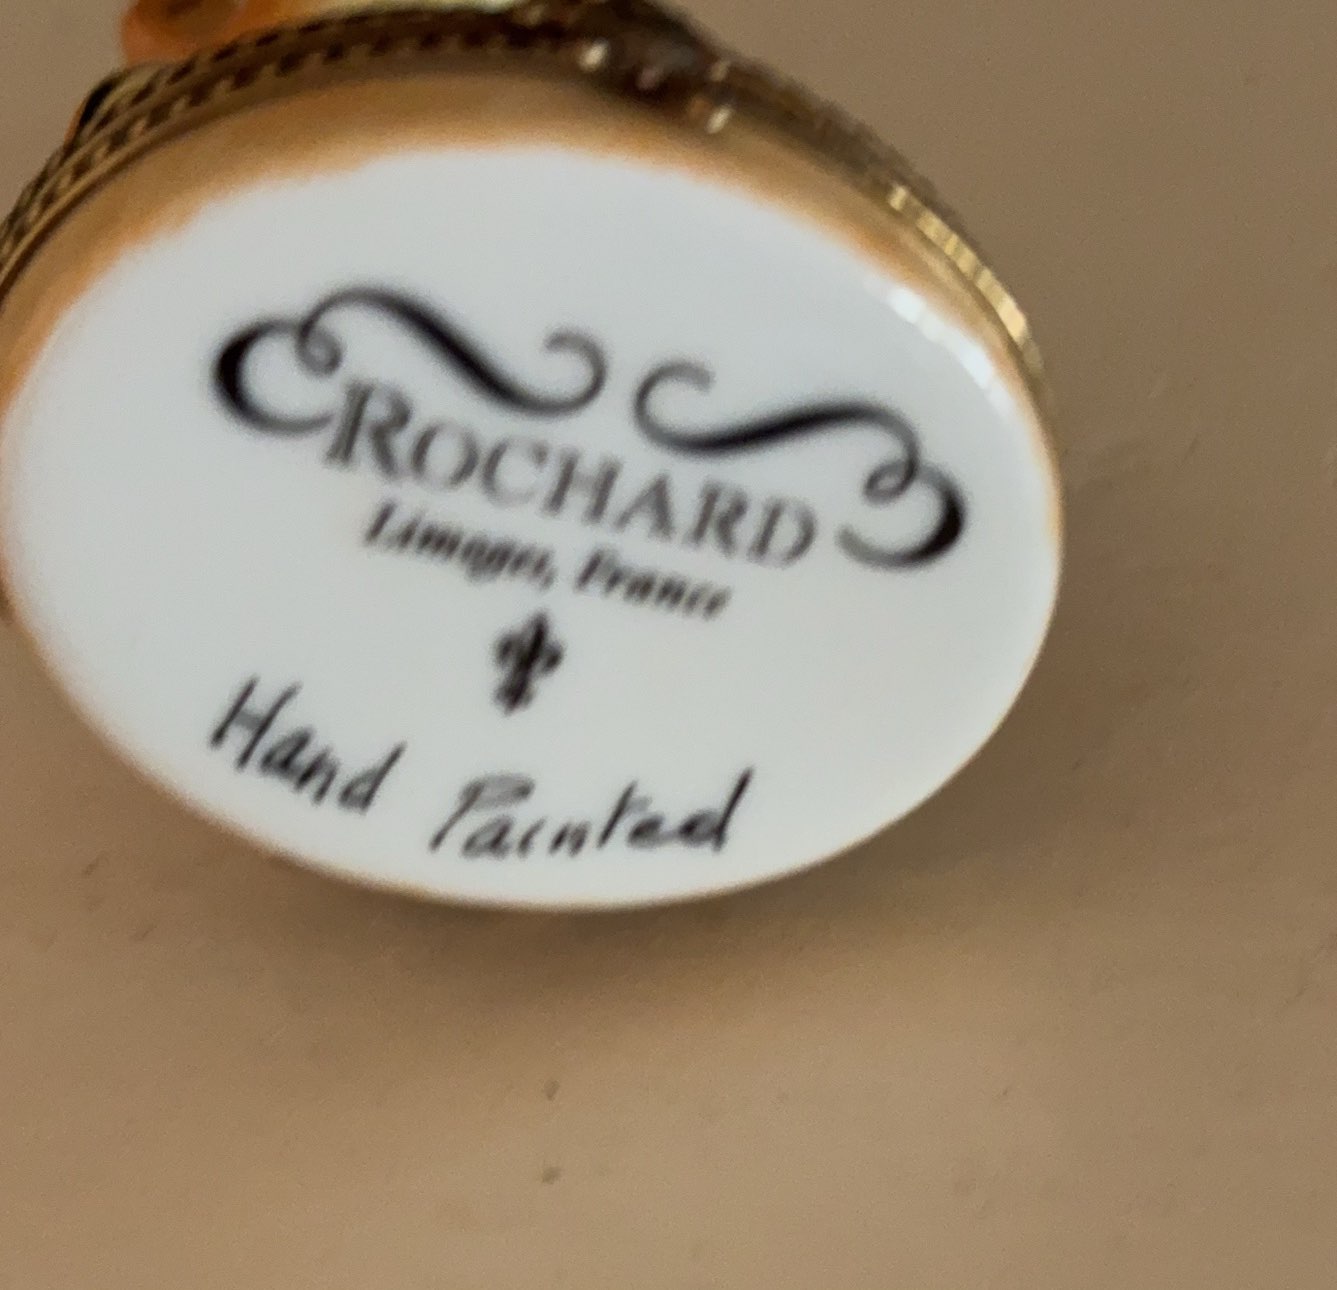 ROCHARD
Limoges, France
Hand Painted